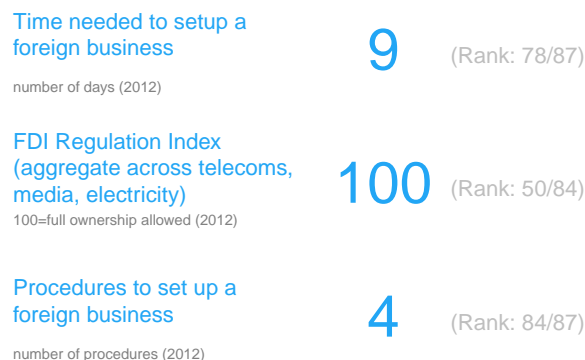 Time needed to setup a
foreign business
9
(Rank: 78/87)
number of days (2012)
FDI Regulation Index
(aggregate across telecoms,
media, electricity)
100
(Rank: 50/84)
100=full ownership allowed (2012)
Procedures to set up a
foreign business
4
(Rank: 84/87)
number of procedures (2012)